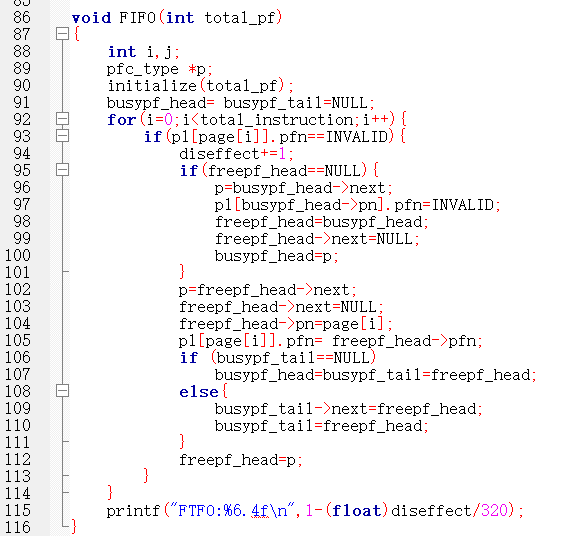 86 void FIFO(int total_pf)
87 {
88 int i,j;
89 pfc_type *p;
90 initialize(total_pf);
91 busypf_head= busypf_tail=NULL;
92 for(i=0;i<total_instruction;i++){
93 if(pl[page[i]].pfn==INVALID){
94 diseffect+=1;
95 if(freepf_head==NULL){
96 p=busypf_head->next;
97 pl[busypf_head->pn].pfn=INVALID;
98 freepf_head=busypf_head;
99 freepf_head->next=NULL;
100 busypf_head=p;
101 }
102 p=freepf_head->next;
103 freepf_head->next=NULL;
104 freepf_head->pn=page[i];
105 pl[page[i]].pfn= freepf_head->pfn;
106 if (busypf_tail==NULL)
107 busypf_head=busypf_tail=freepf_head;
108 else{
109 busypf_tail->next=freepf_head;
110 busypf_tail=freepf_head;
111 }
112 freepf_head=p;
113 }
114 }
115 printf("FTFO:%6.4f\n",1-(float)diseffect/320);
116 }